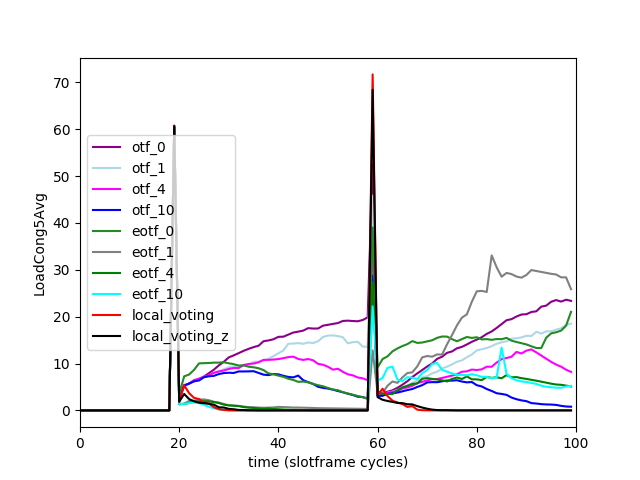 70
60
50
40
30
20
10
0
LoadCong5Avg
otf_0
otf_1
otf_4
otf_10
eotf_0
eotf_1
eotf_4
eotf_10
local_voting
local_voting_z
0 20 40 60 80 100
time (slotframe cycles)